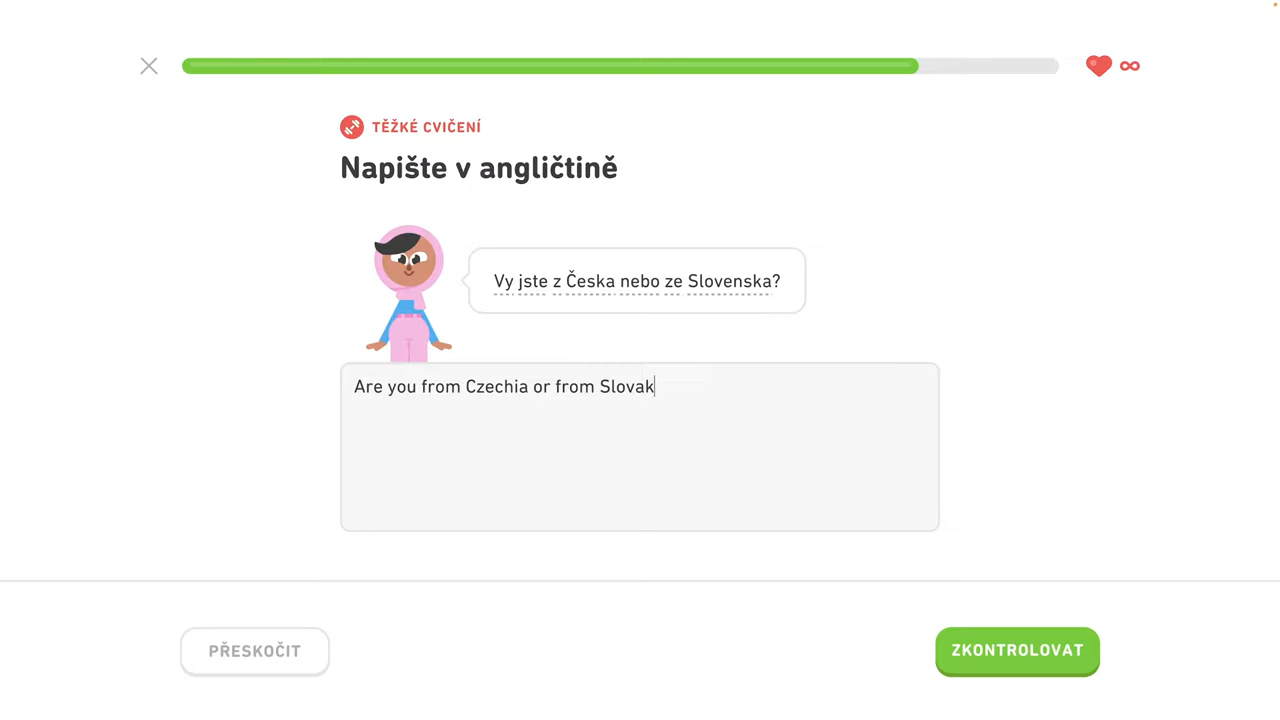 ∞
TĚŽKÉ CVIČENÍ
Napište v angličtině
Vy jste z Česka nebo ze Slovenska?
Are you from Czechia or from Slovak
PŘESKOČIT
ZKONTROLOVAT